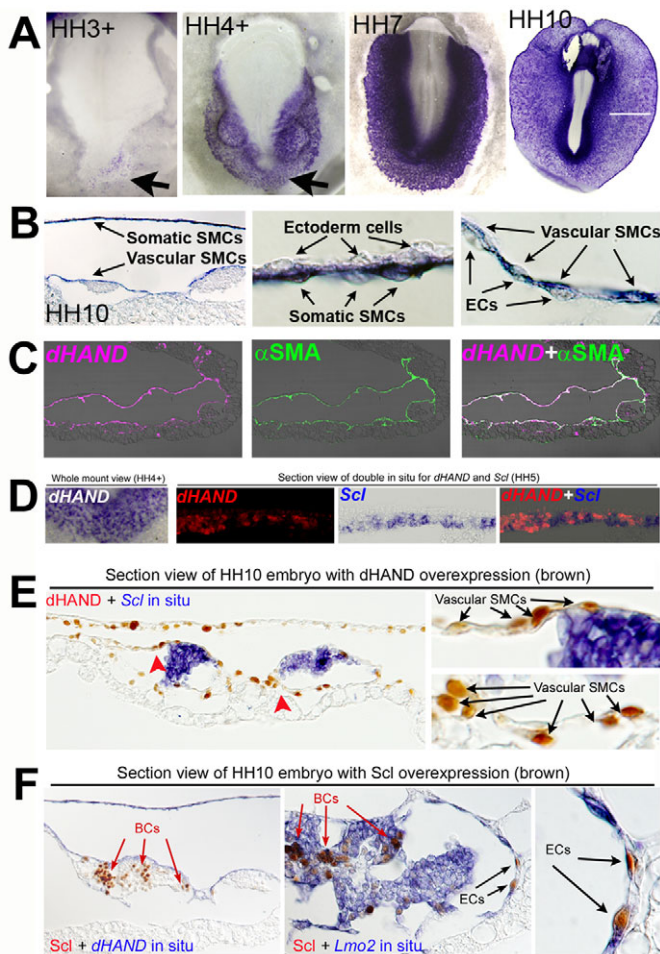 A
HH3+
HH4+
HH7
HH10
B
Somatic SMCs
Vascular SMCs
HH10
Ectoderm cells
Somatic SMCs
Vascular SMCs
ECs
C
dHAND
αSMA
dHAND+αSMA
D
Whole mount view (HH4+)
Section view of double in situ for dHAND and Scl (HH5)
dHAND
dHAND
Scl
dHAND+Scl
E
Section view of HH10 embryo with dHAND overexpression (brown)
dHAND + Scl in situ
Vascular SMCs
Vascular SMCs
F
Section view of HH10 embryo with Scl overexpression (brown)
BCs
Scl + dHAND in situ
BCs
ECs
Scl + Lmo2 in situ
ECs